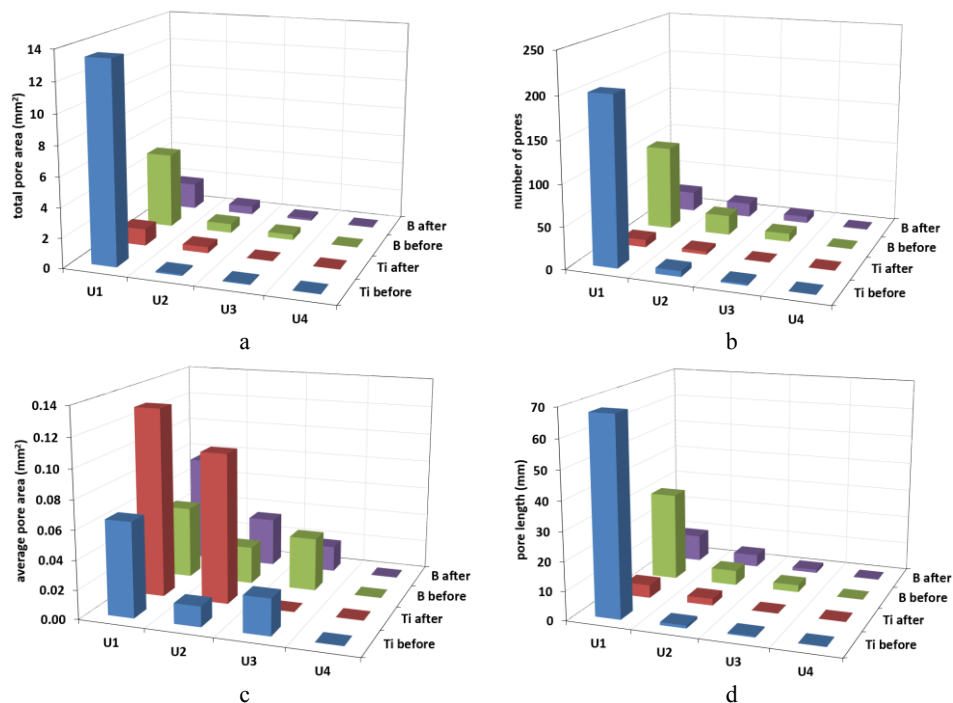 total pore area (mm²)
14
12
10
8
6
4
2
0
U1
U2
U3
U4
B after
B before
Ti after
Ti before
a
number of pores
250
200
150
100
50
0
U1
U2
U3
U4
B after
B before
Ti after
Ti before
b
average pore area (mm²)
0.14
0.12
0.10
0.08
0.06
0.04
0.02
0.00
U1
U2
U3
U4
B after
B before
Ti after
Ti before
c
pore length (mm)
70
60
50
40
30
20
10
0
U1
U2
U3
U4
B after
B before
Ti after
Ti before
d